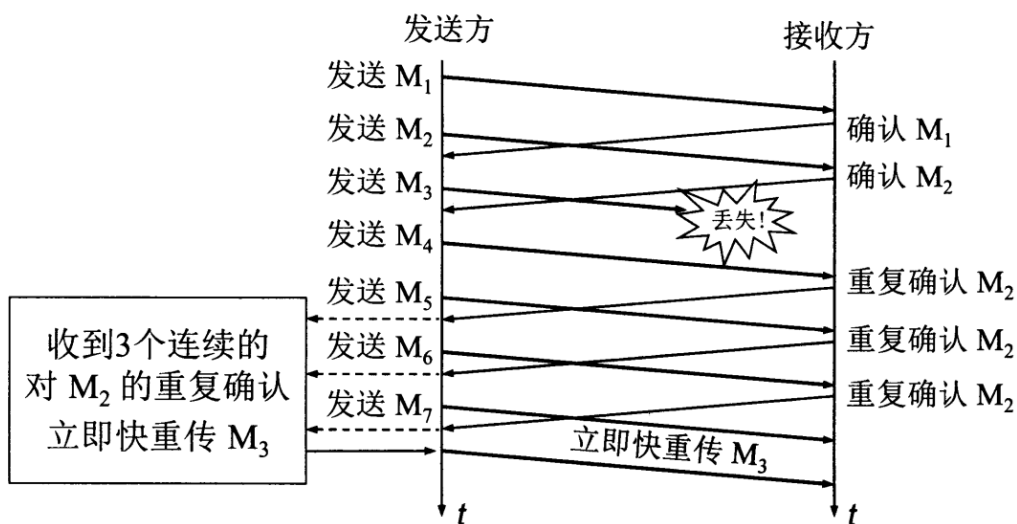 发送方
接收方
发送 M₁
发送 M₂
确认 M₁
发送 M₃
确认 M₂
丢失!
发送 M₄
发送 M₅
重复确认 M₂
收到3个连续的
对 M₂ 的重复确认
立即快重传 M₃
发送 M₆
重复确认 M₂
发送 M₇
重复确认 M₂
立即快重传 M₃
t
t